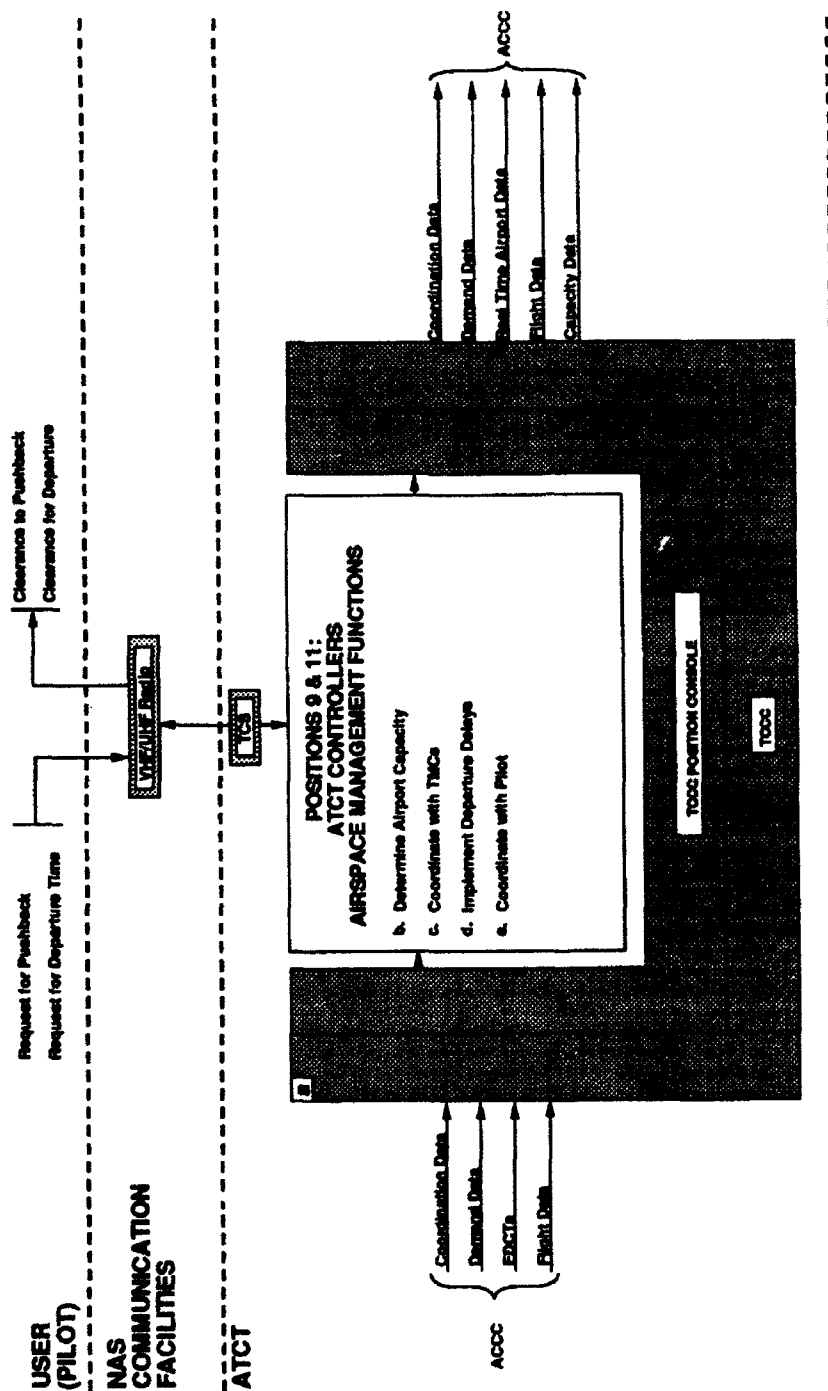 USER
(PILOT)
Request for Pushback
Request for Departure Time
Clearance to Pushback
Clearance for Departure
NAS
COMMUNICATION
FACILITIES
VHF/UHF Radio
ATCT
TCS
a
POSITIONS 9 & 11:
ATCT CONTROLLERS
AIRSPACE MANAGEMENT FUNCTIONS
b. Determine Airport Capacity
c. Coordinate with TMCs
d. Implement Departure Delays
a. Coordinate with Pilot
TCCC POSITION CONSOLE
TCCC
ACCC
Coordination Data
Demand Data
EDCTs
Flight Data
Coordination Data
Demand Data
Real Time Airport Data
Flight Data
Capacity Data
ACCC